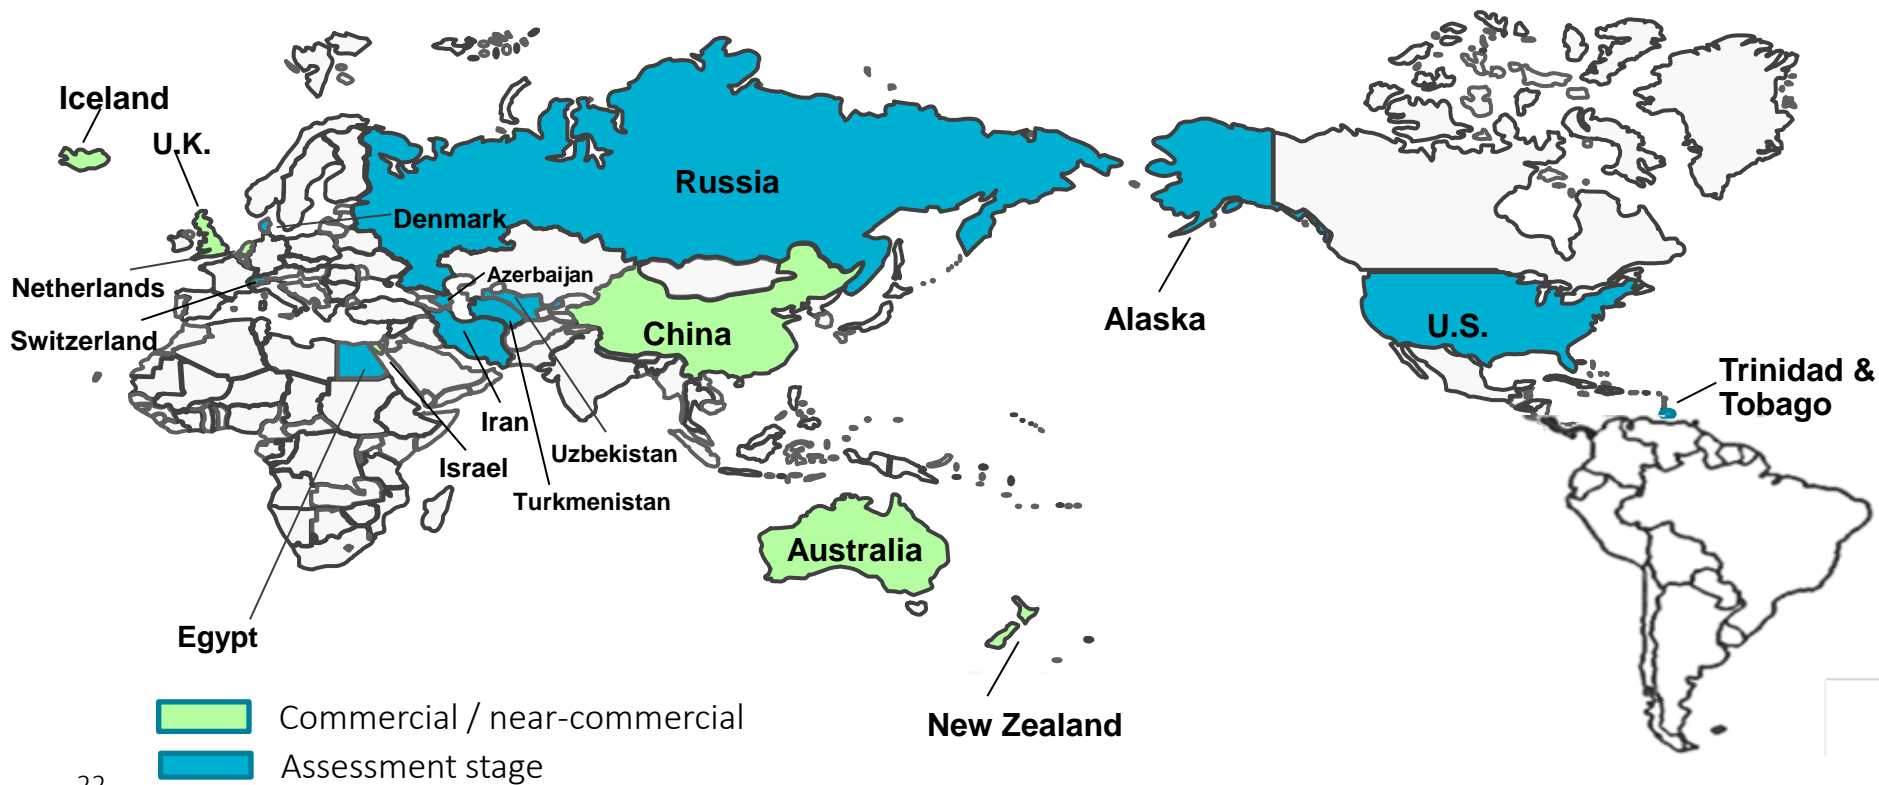 Iceland
U.K.
Russia
Denmark
Azerbaijan
Netherlands
Switzerland
China
Alaska
U.S.
Trinidad &
Tobago
Iran
Uzbekistan
Israel
Turkmenistan
Australia
Egypt
New Zealand
Commercial / near-commercial
Assessment stage
22